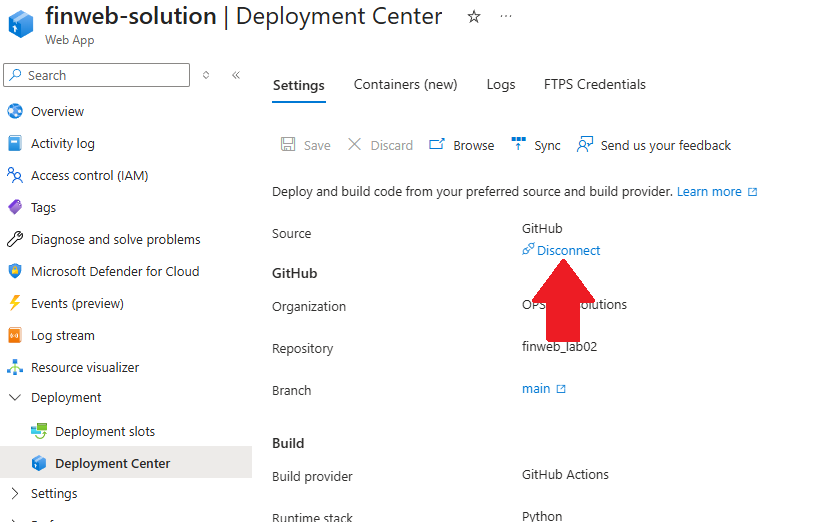 finweb-solution | Deployment Center
Web App
Search
Settings
Containers (new)
Logs
FTPS Credentials
Overview
Activity log
Access control (IAM)
Tags
Diagnose and solve problems
Microsoft Defender for Cloud
Events (preview)
Log stream
Resource visualizer
Deployment
Deployment slots
Deployment Center
Settings
Save
Discard
Browse
Sync
Send us your feedback
Deploy and build code from your preferred source and build provider. Learn more
Source
GitHub
Disconnect
GitHub
Organization
Repository
finweb_lab02
Branch
main
Build
Build provider
GitHub Actions
Runtime stack
Python